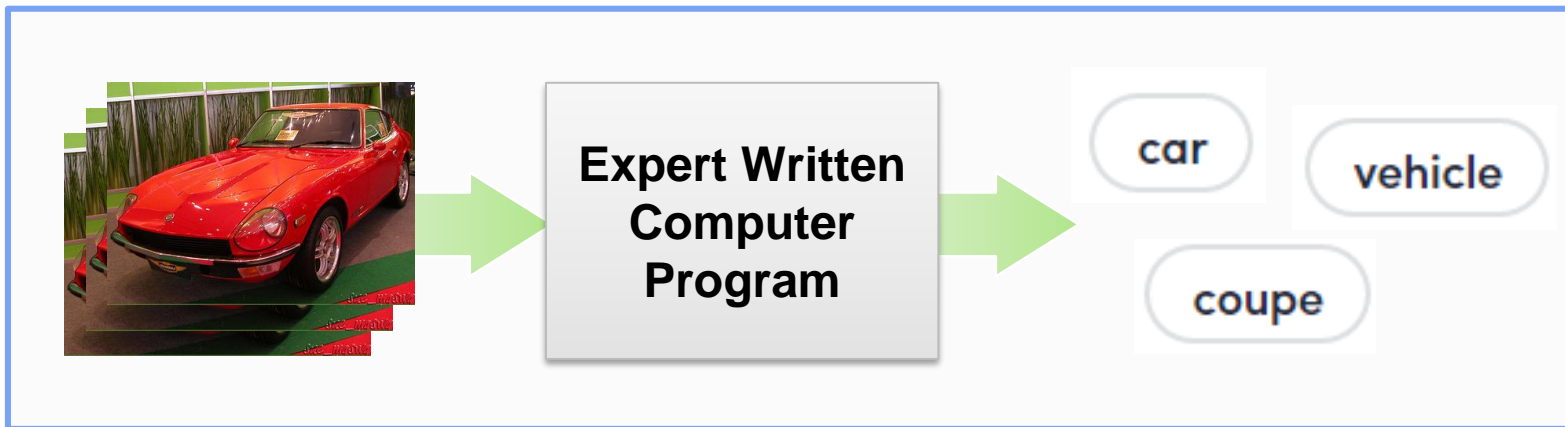 Expert Written
Computer
Program
car
vehicle
coupe